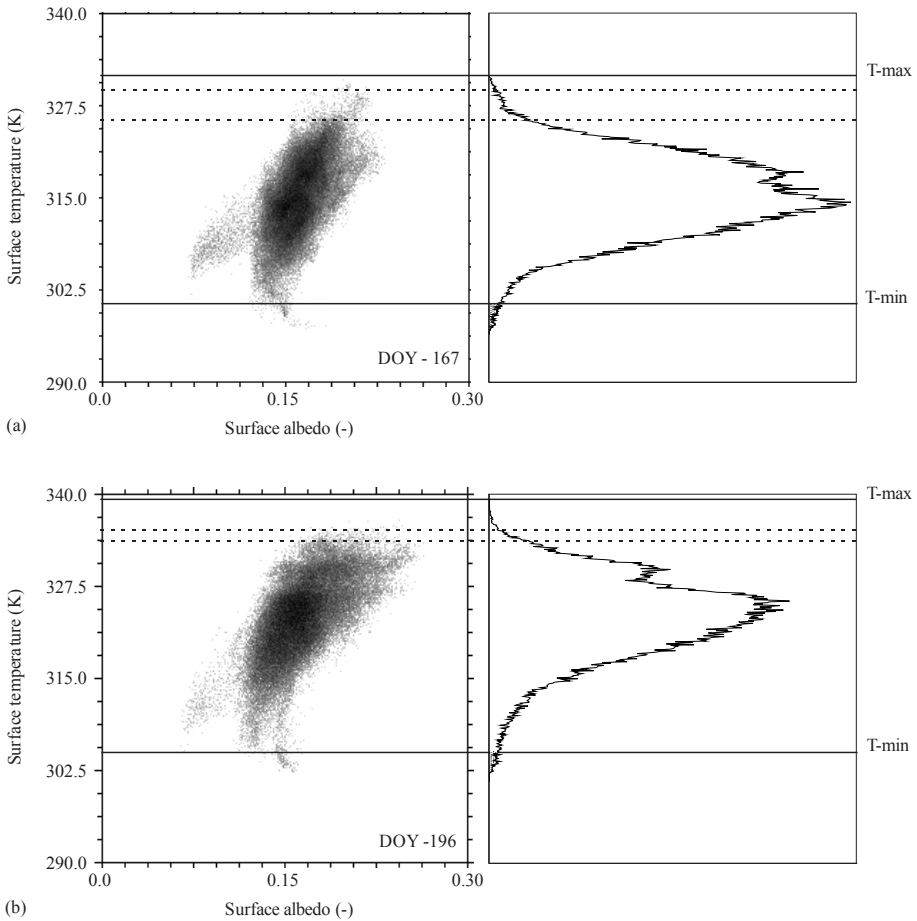 340.0
T-max
327.5
Surface temperature (K)
315.0
302.5
T-min
DOY - 167
290.0
0.0 0.15 0.30
(a)
Surface albedo (-)
340.0
T-max
327.5
Surface temperature (K)
315.0
T-min
302.5
DOY -196
290.0
0.0 0.15 0.30
(b)
Surface albedo (-)